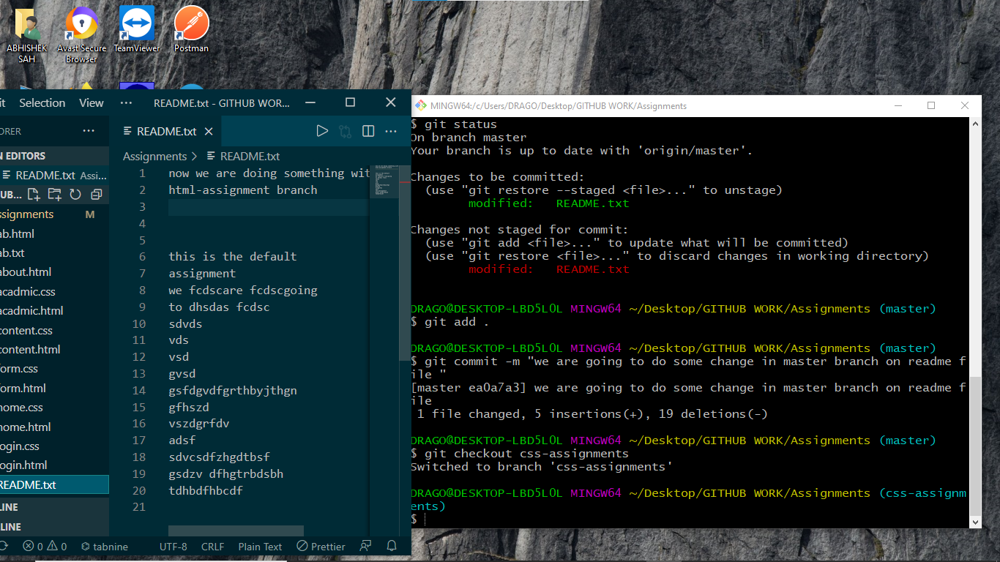 ABHISHEK
SAH
Avast Secure
Browser
TeamViewer
Postman
it Selection View ··· README.txt - GITHUB WOR...
ORER ···
N EDITORS
README.txt Assi...
UB...
ssignments M
ab.html
ab.txt
about.html
acadmic.css
acadmic.html
content.css
content.html
form.css
form.html
home.css
home.html
ogin.css
ogin.html
README.txt
LINE
LINE
README.txt
Assignments > README.txt
1 now we are doing something wit
2 html-assignment branch
3
4
5
6 this is the default
7 assignment
8 we fcdscare fcdscgoing
9 to dhsdas fcdsc
10 sdvds
11 vds
12 vsd
13 gvsd
14 gsfdgvdfgrthbyjthgn
15 gfhszd
16 vszdgrfdv
17 adsf
18 sdvcsdfzhgdtbsf
19 gsdzv dfhgtrbdsbh
20 tdhbdfhbcdf
21
0 0 tabnine UTF-8 CRLF Plain Text Prettier
MINGW64:/c/Users/DRAGO/Desktop/GITHUB WORK/Assignments
$ git status
On branch master
Your branch is up to date with 'origin/master'.
Changes to be committed:
(use "git restore --staged <file>..." to unstage)
modified: README.txt
Changes not staged for commit:
(use "git add <file>..." to update what will be committed)
(use "git restore <file>..." to discard changes in working directory)
modified: README.txt
DRAGO@DESKTOP-LBD5L0L MINGW64 ~/Desktop/GITHUB WORK/Assignments (master)
$ git add .
DRAGO@DESKTOP-LBD5L0L MINGW64 ~/Desktop/GITHUB WORK/Assignments (master)
$ git commit -m "we are going to do some change in master branch on readme f
ile "
[master ea0a7a3] we are going to do some change in master branch on readme f
ile
1 file changed, 5 insertions(+), 19 deletions(-)
DRAGO@DESKTOP-LBD5L0L MINGW64 ~/Desktop/GITHUB WORK/Assignments (master)
$ git checkout css-assignments
Switched to branch 'css-assignments'
DRAGO@DESKTOP-LBD5L0L MINGW64 ~/Desktop/GITHUB WORK/Assignments (css-assignm
ents)
$